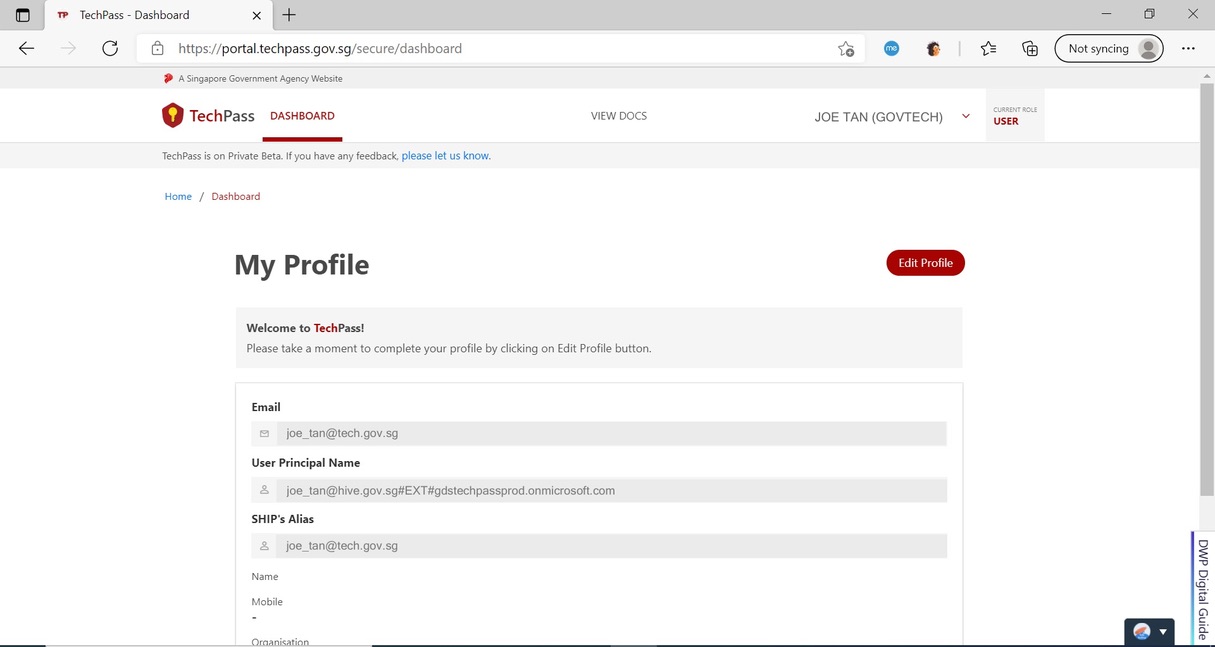 TP TechPass - Dashboard
https://portal.techpass.gov.sg/secure/dashboard
me
Not syncing
A Singapore Government Agency Website
TechPass
DASHBOARD
VIEW DOCS
JOE TAN (GOVTECH)
CURRENT ROLE
USER
TechPass is on Private Beta. If you have any feedback, please let us know.
Home / Dashboard
My Profile
Edit Profile
Welcome to TechPass!
Please take a moment to complete your profile by clicking on Edit Profile button.
Email
joe_tan@tech.gov.sg
User Principal Name
joe_tan@hive.gov.sg#EXT#gdstechpassprod.onmicrosoft.com
SHIP's Alias
joe_tan@tech.gov.sg
Name
Mobile
-
Organisation
DWP Digital Guide